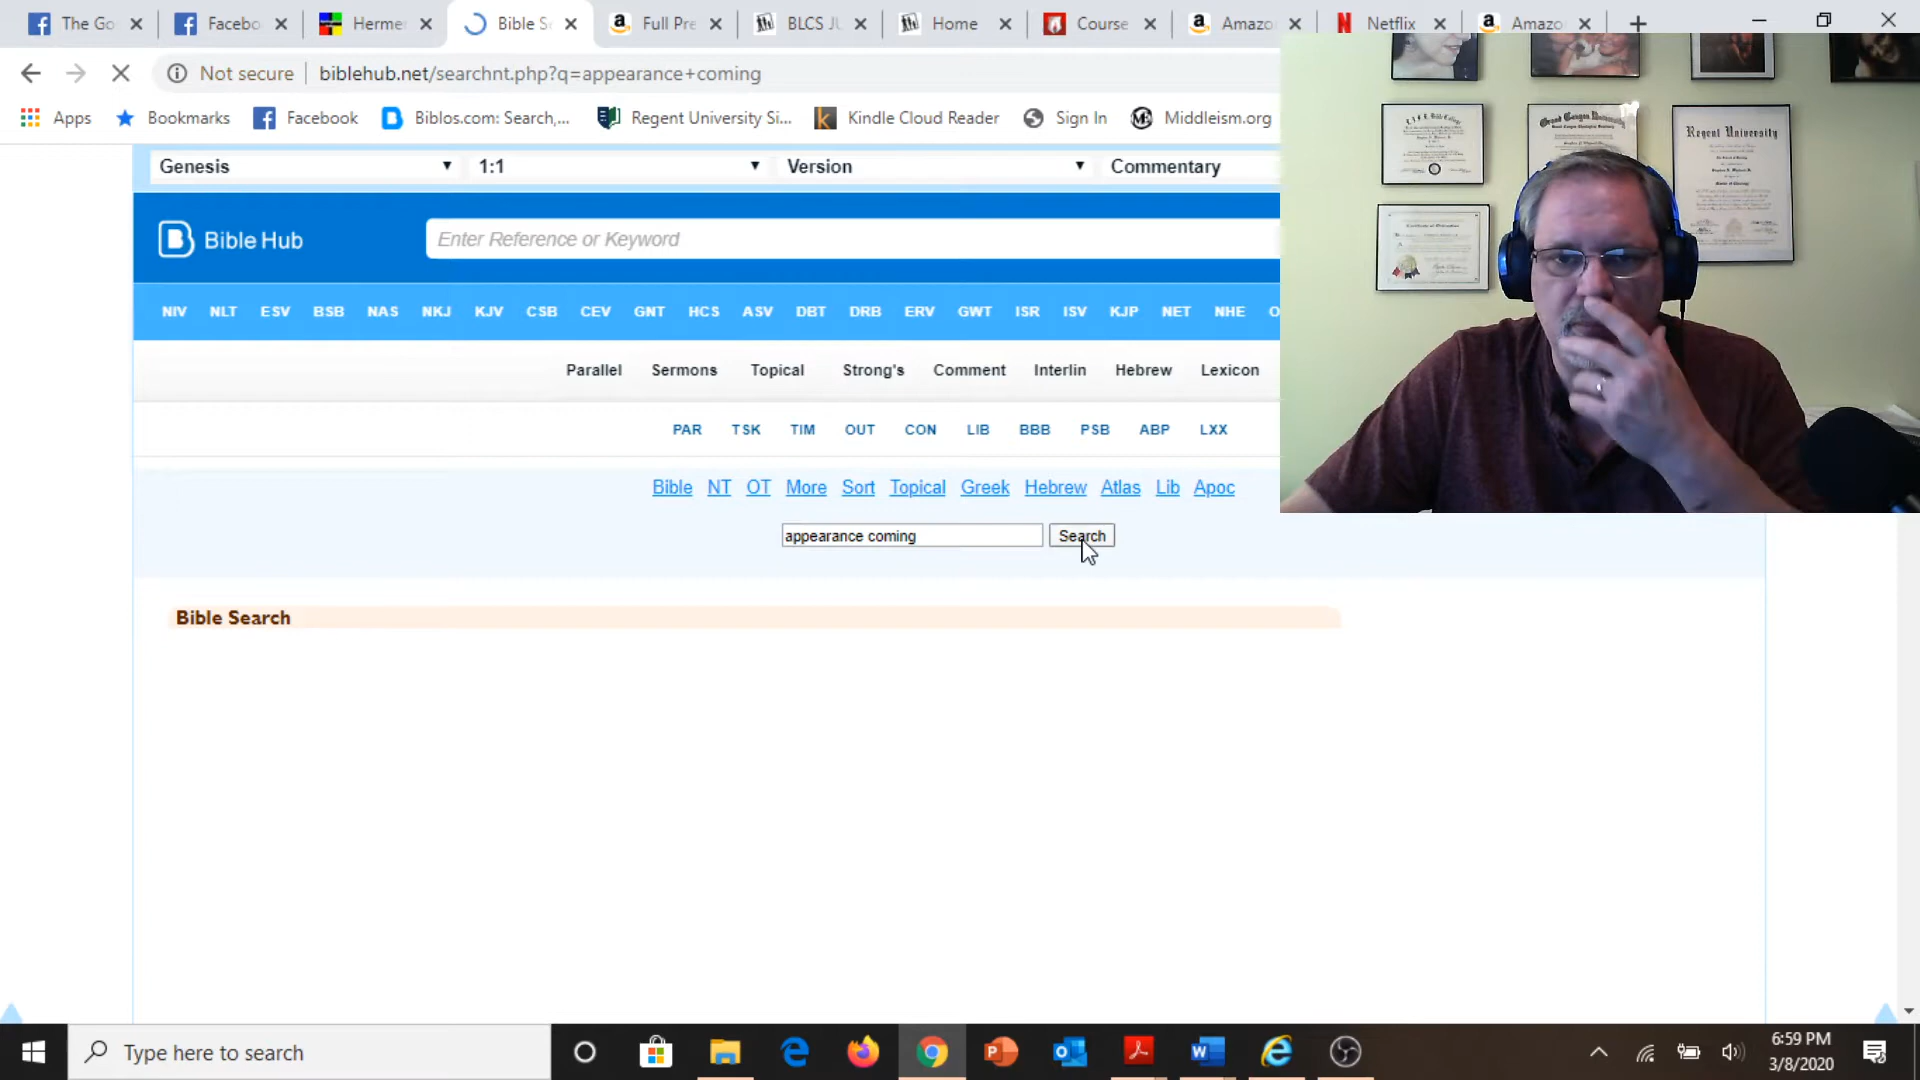 The Go
Facebo
Herme
Bible S
Full Pre
BLCS JU
Home
Course
Amazo
Netflix
Amazo
Not secure
biblehub.net/searchnt.php?q=appearance+coming
Apps
Bookmarks
Facebook
Biblos.com: Search,...
Regent University Si...
Kindle Cloud Reader
Sign In
Middleism.org
Genesis
1:1
Version
Commentary
Bible Hub
Enter Reference or Keyword
NIV NLT ESV BSB NAS NKJ KJV CSB CEV GNT HCS ASV DBT DRB ERV GWT ISR ISV KJP NET NHE O
Parallel Sermons Topical Strong's Comment Interlin Hebrew Lexicon
PAR TSK TIM OUT CON LIB BBB PSB ABP LXX
Bible NT OT More Sort Topical Greek Hebrew Atlas Lib Apoc
appearance coming
Search
Bible Search
Grand Canyon University
Regent University
Type here to search
6:59 PM
3/8/2020